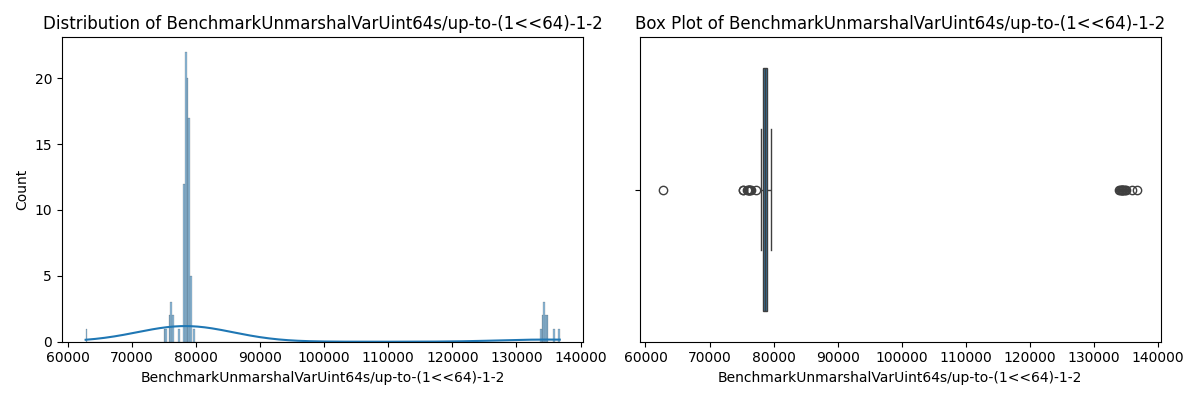 Distribution of BenchmarkUnmarshalVarUint64s/up-to-(1<<64)-1-2
Count
20
15
10
5
0
60000 70000 80000 90000 100000 110000 120000 130000 140000
BenchmarkUnmarshalVarUint64s/up-to-(1<<64)-1-2
Box Plot of BenchmarkUnmarshalVarUint64s/up-to-(1<<64)-1-2
60000 70000 80000 90000 100000 110000 120000 130000 140000
BenchmarkUnmarshalVarUint64s/up-to-(1<<64)-1-2